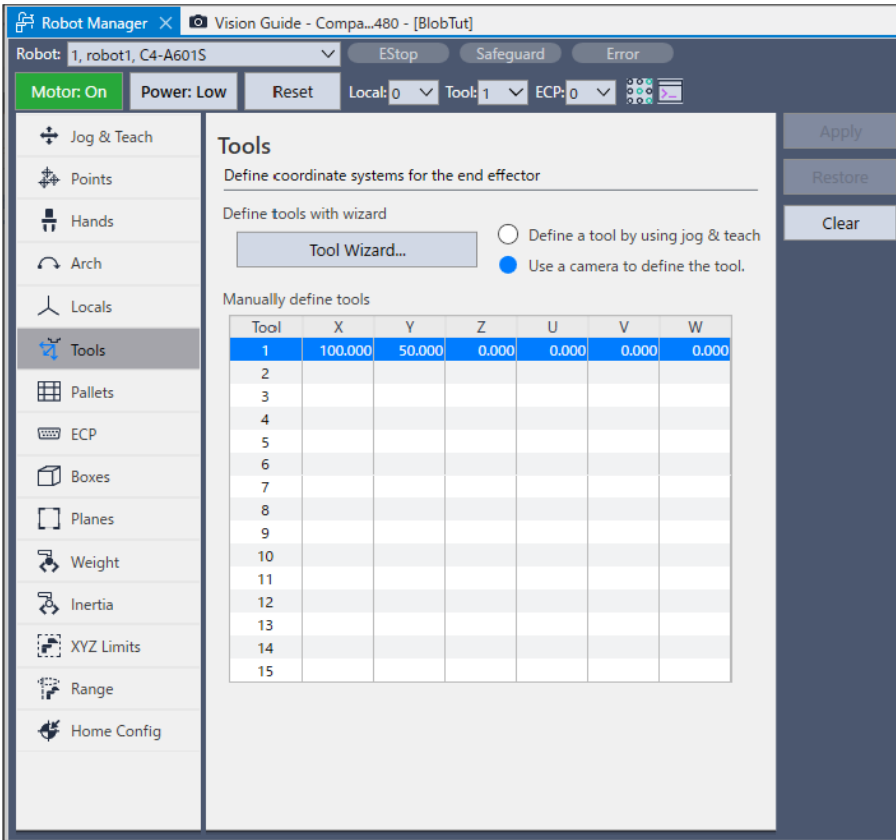 Robot Manager
Vision Guide - Compa...480 - [BlobTut]
Robot: 1, robot1, C4-A601S EStop Safeguard Error
Motor: On Power: Low Reset Local: 0 Tool: 1 ECP: 0
Jog & Teach
Points
Hands
Arch
Locals
Tools
Pallets
ECP
Boxes
Planes
Weight
Inertia
XYZ Limits
Range
Home Config
Tools
Define coordinate systems for the end effector
Define tools with wizard
Tool Wizard...
Define a tool by using jog & teach
Use a camera to define the tool.
Manually define tools
Tool X Y Z U V W
1 100.000 50.000 0.000 0.000 0.000 0.000
2
3
4
5
6
7
8
9
10
11
12
13
14
15
Apply
Restore
Clear